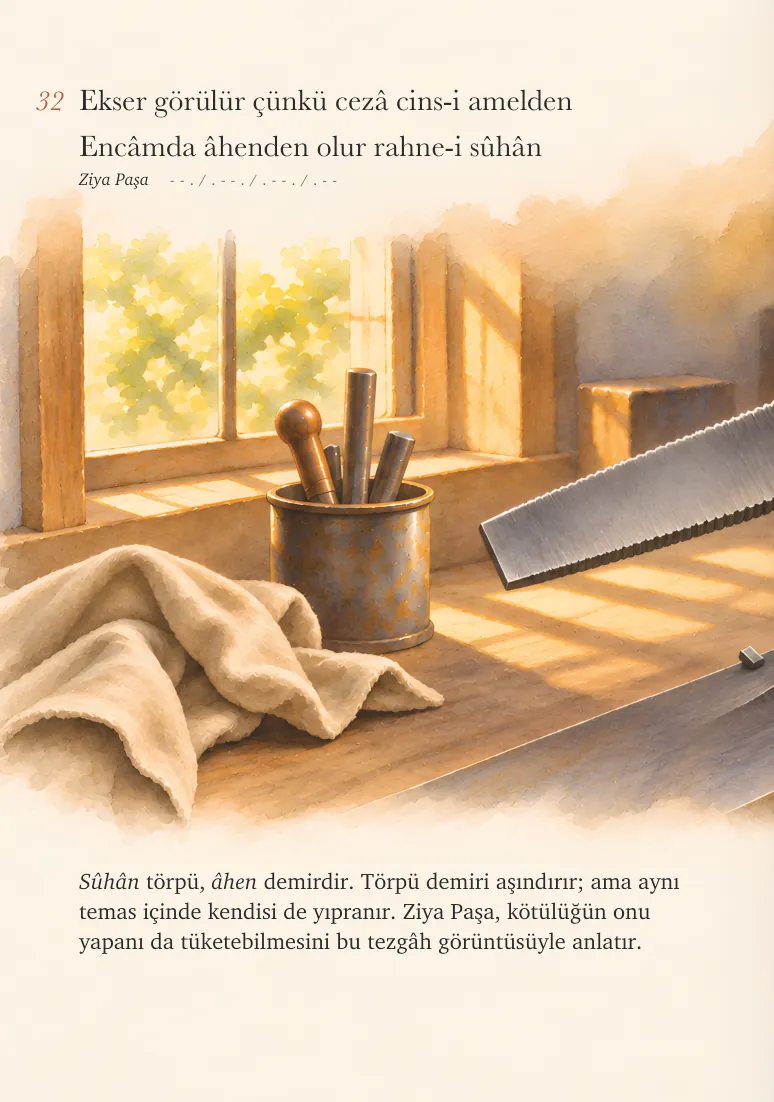 32 Ekser görülür çünkü cezâ cins-i amelden
Encâmda âhenden olur rahne-i sûhân
Ziya Paşa - - . / . - - . / . - - . / . - -
Sûhân törpü, âhen demirdir. Törpü demiri aşındırır; ama aynı
temas içinde kendisi de yıpranır. Ziya Paşa, kötülüğün onu
yapanı da tüketebilmesini bu tezgâh görüntüsüyle anlatır.